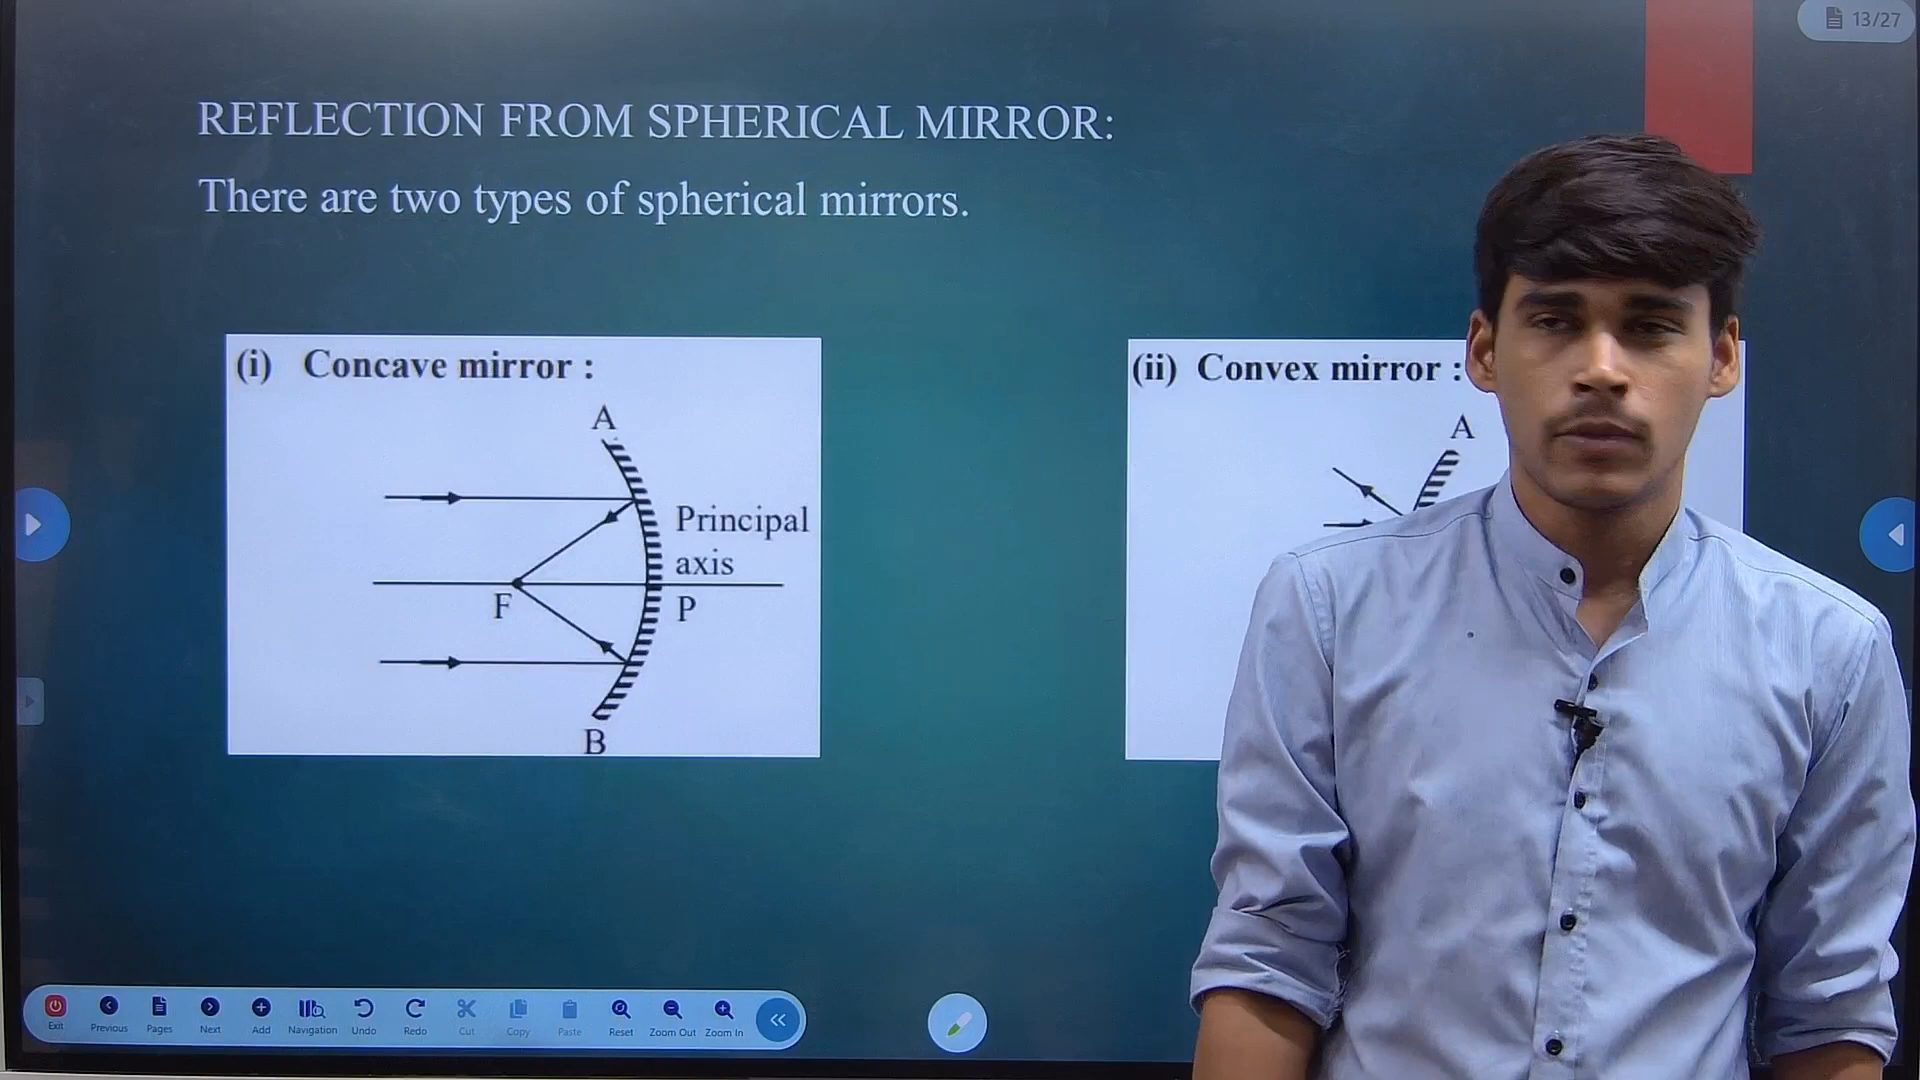 13/27
REFLECTION FROM SPHERICAL MIRROR:
There are two types of spherical mirrors.
(i) Concave mirror :
A
Principal
axis
F
P
B
(ii) Convex mirror :
A
Exit
Previous
Pages
Next
Add
Navigation
Undo
Redo
Cut
Copy
Paste
Reset
Zoom Out
Zoom In